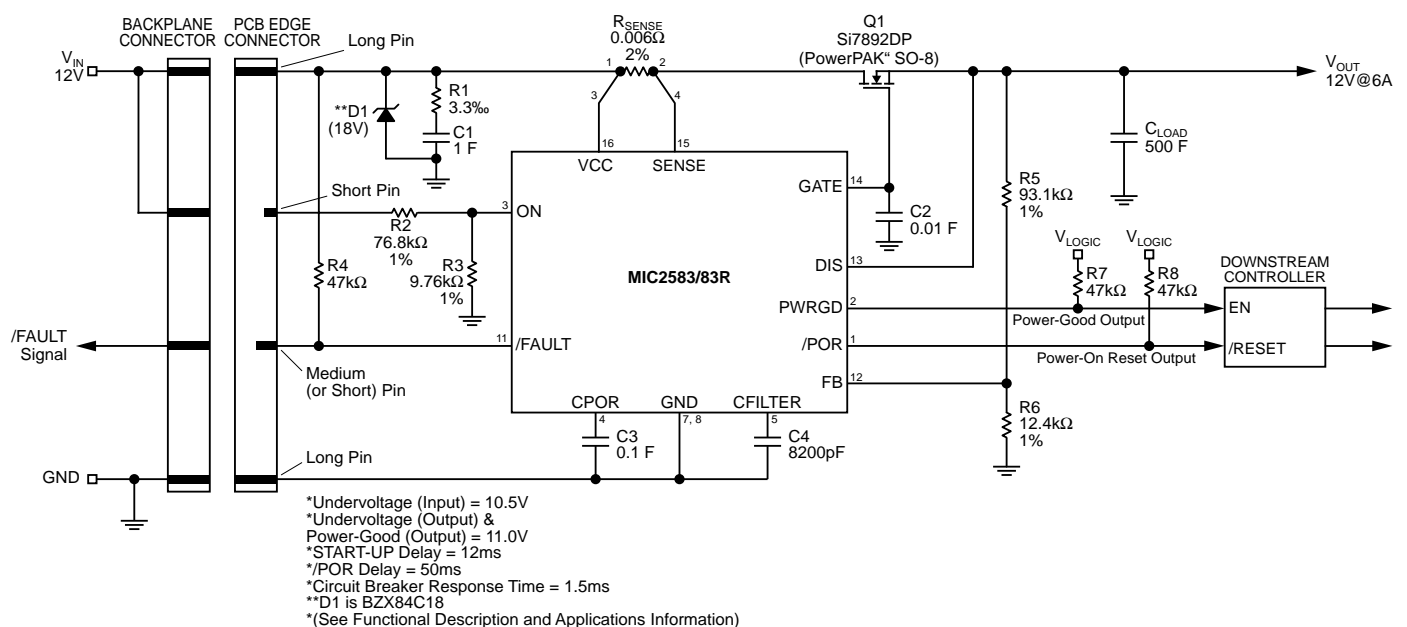 BACKPLANE
CONNECTOR
PCB EDGE
CONNECTOR
Long Pin
VIN
12V
RSENSE
0.006Ω
2%
Q1
Si7892DP
(PowerPAK“ SO-8)
1
2
3
4
VOUT
12V@6A
**D1
(18V)
R1
3.3‰
C1
1 F
16
15
VCC
SENSE
CLOAD
500 F
Short Pin
3
ON
R2
76.8kΩ
1%
R3
9.76kΩ
1%
R4
47kΩ
MIC2583/83R
GATE
14
C2
0.01 F
R5
93.1kΩ
1%
DIS
13
VLOGIC
VLOGIC
R7
47kΩ
R8
47kΩ
DOWNSTREAM
CONTROLLER
PWRGD
2
Power-Good Output
EN
/FAULT
Signal
11
/FAULT
/POR
1
Power-On Reset Output
/RESET
Medium
(or Short) Pin
FB
12
CPOR
GND
CFILTER
4
7, 8
5
C3
0.1 F
C4
8200pF
R6
12.4kΩ
1%
Long Pin
GND
*Undervoltage (Input) = 10.5V
*Undervoltage (Output) &
Power-Good (Output) = 11.0V
*START-UP Delay = 12ms
*/POR Delay = 50ms
*Circuit Breaker Response Time = 1.5ms
**D1 is BZX84C18
*(See Functional Description and Applications Information)